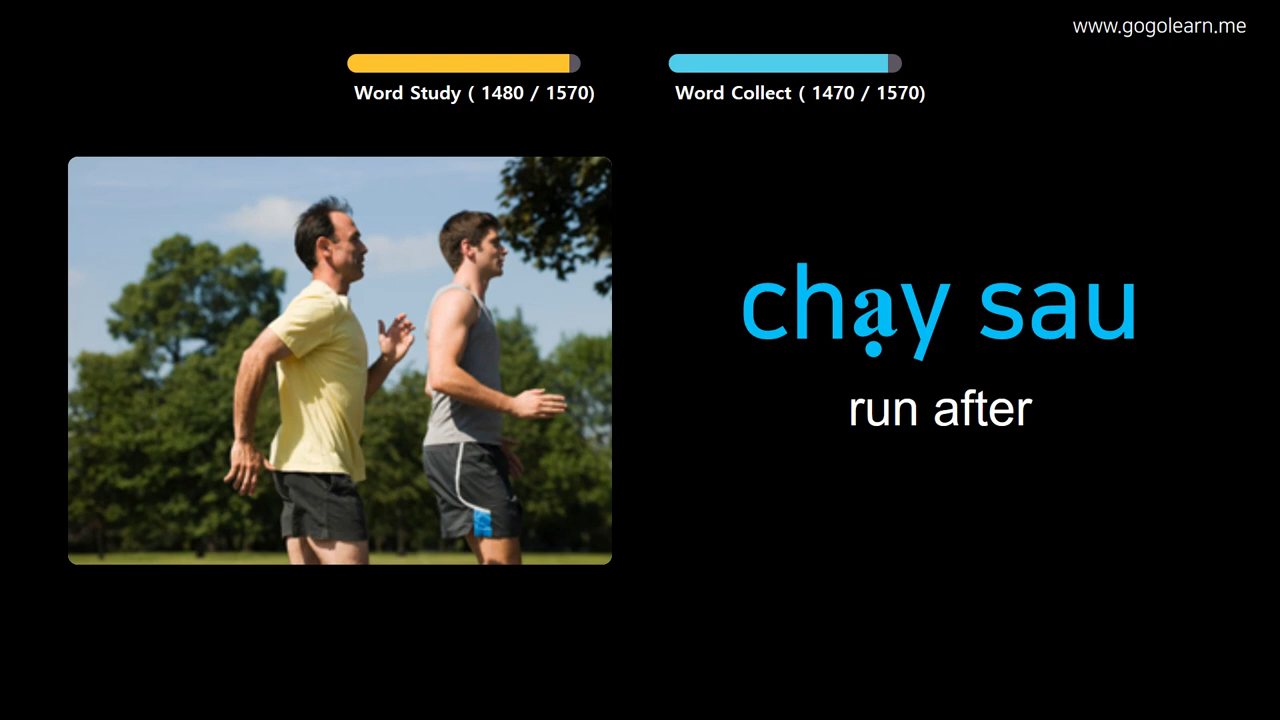 www.gogolearn.me
Word Study ( 1480 / 1570)
Word Collect ( 1470 / 1570)
chạy sau
run after